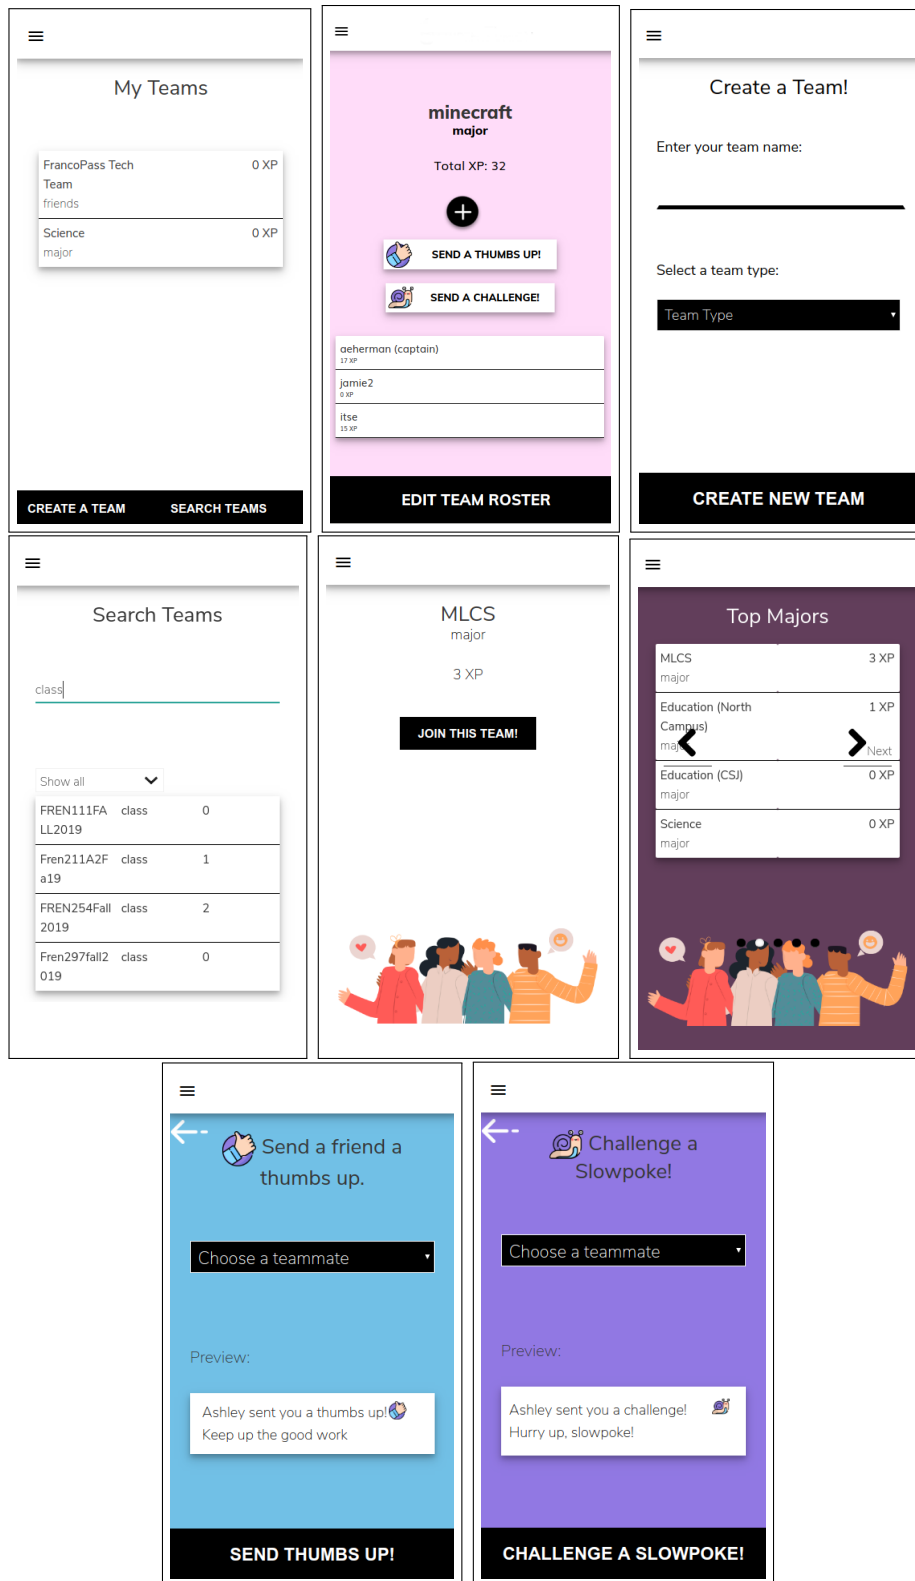 My Teams
FrancoPass Tech 0 XP
Team
friends
Science 0 XP
major
CREATE A TEAM SEARCH TEAMS
minecraft
major
Total XP: 32
SEND A THUMBS UP!
SEND A CHALLENGE!
aeherman (captain)
17 XP
jamie2
0 XP
itse
15 XP
EDIT TEAM ROSTER
Create a Team!
Enter your team name:
Select a team type:
Team Type
CREATE NEW TEAM
Search Teams
class
Show all
FREN111FA class 0
LL2019
Fren211A2F class 1
a19
FREN254Fall class 2
2019
Fren297fall2 class 0
019
MLCS
major
3 XP
JOIN THIS TEAM!
Top Majors
MLCS 3 XP
major
Education (North 1 XP
Campus)
major
Next
Education (CSJ) 0 XP
major
Science 0 XP
major
Send a friend a
thumbs up.
Choose a teammate
Preview:
Ashley sent you a thumbs up!
Keep up the good work
SEND THUMBS UP!
Challenge a
Slowpoke!
Choose a teammate
Preview:
Ashley sent you a challenge!
Hurry up, slowpoke!
CHALLENGE A SLOWPOKE!